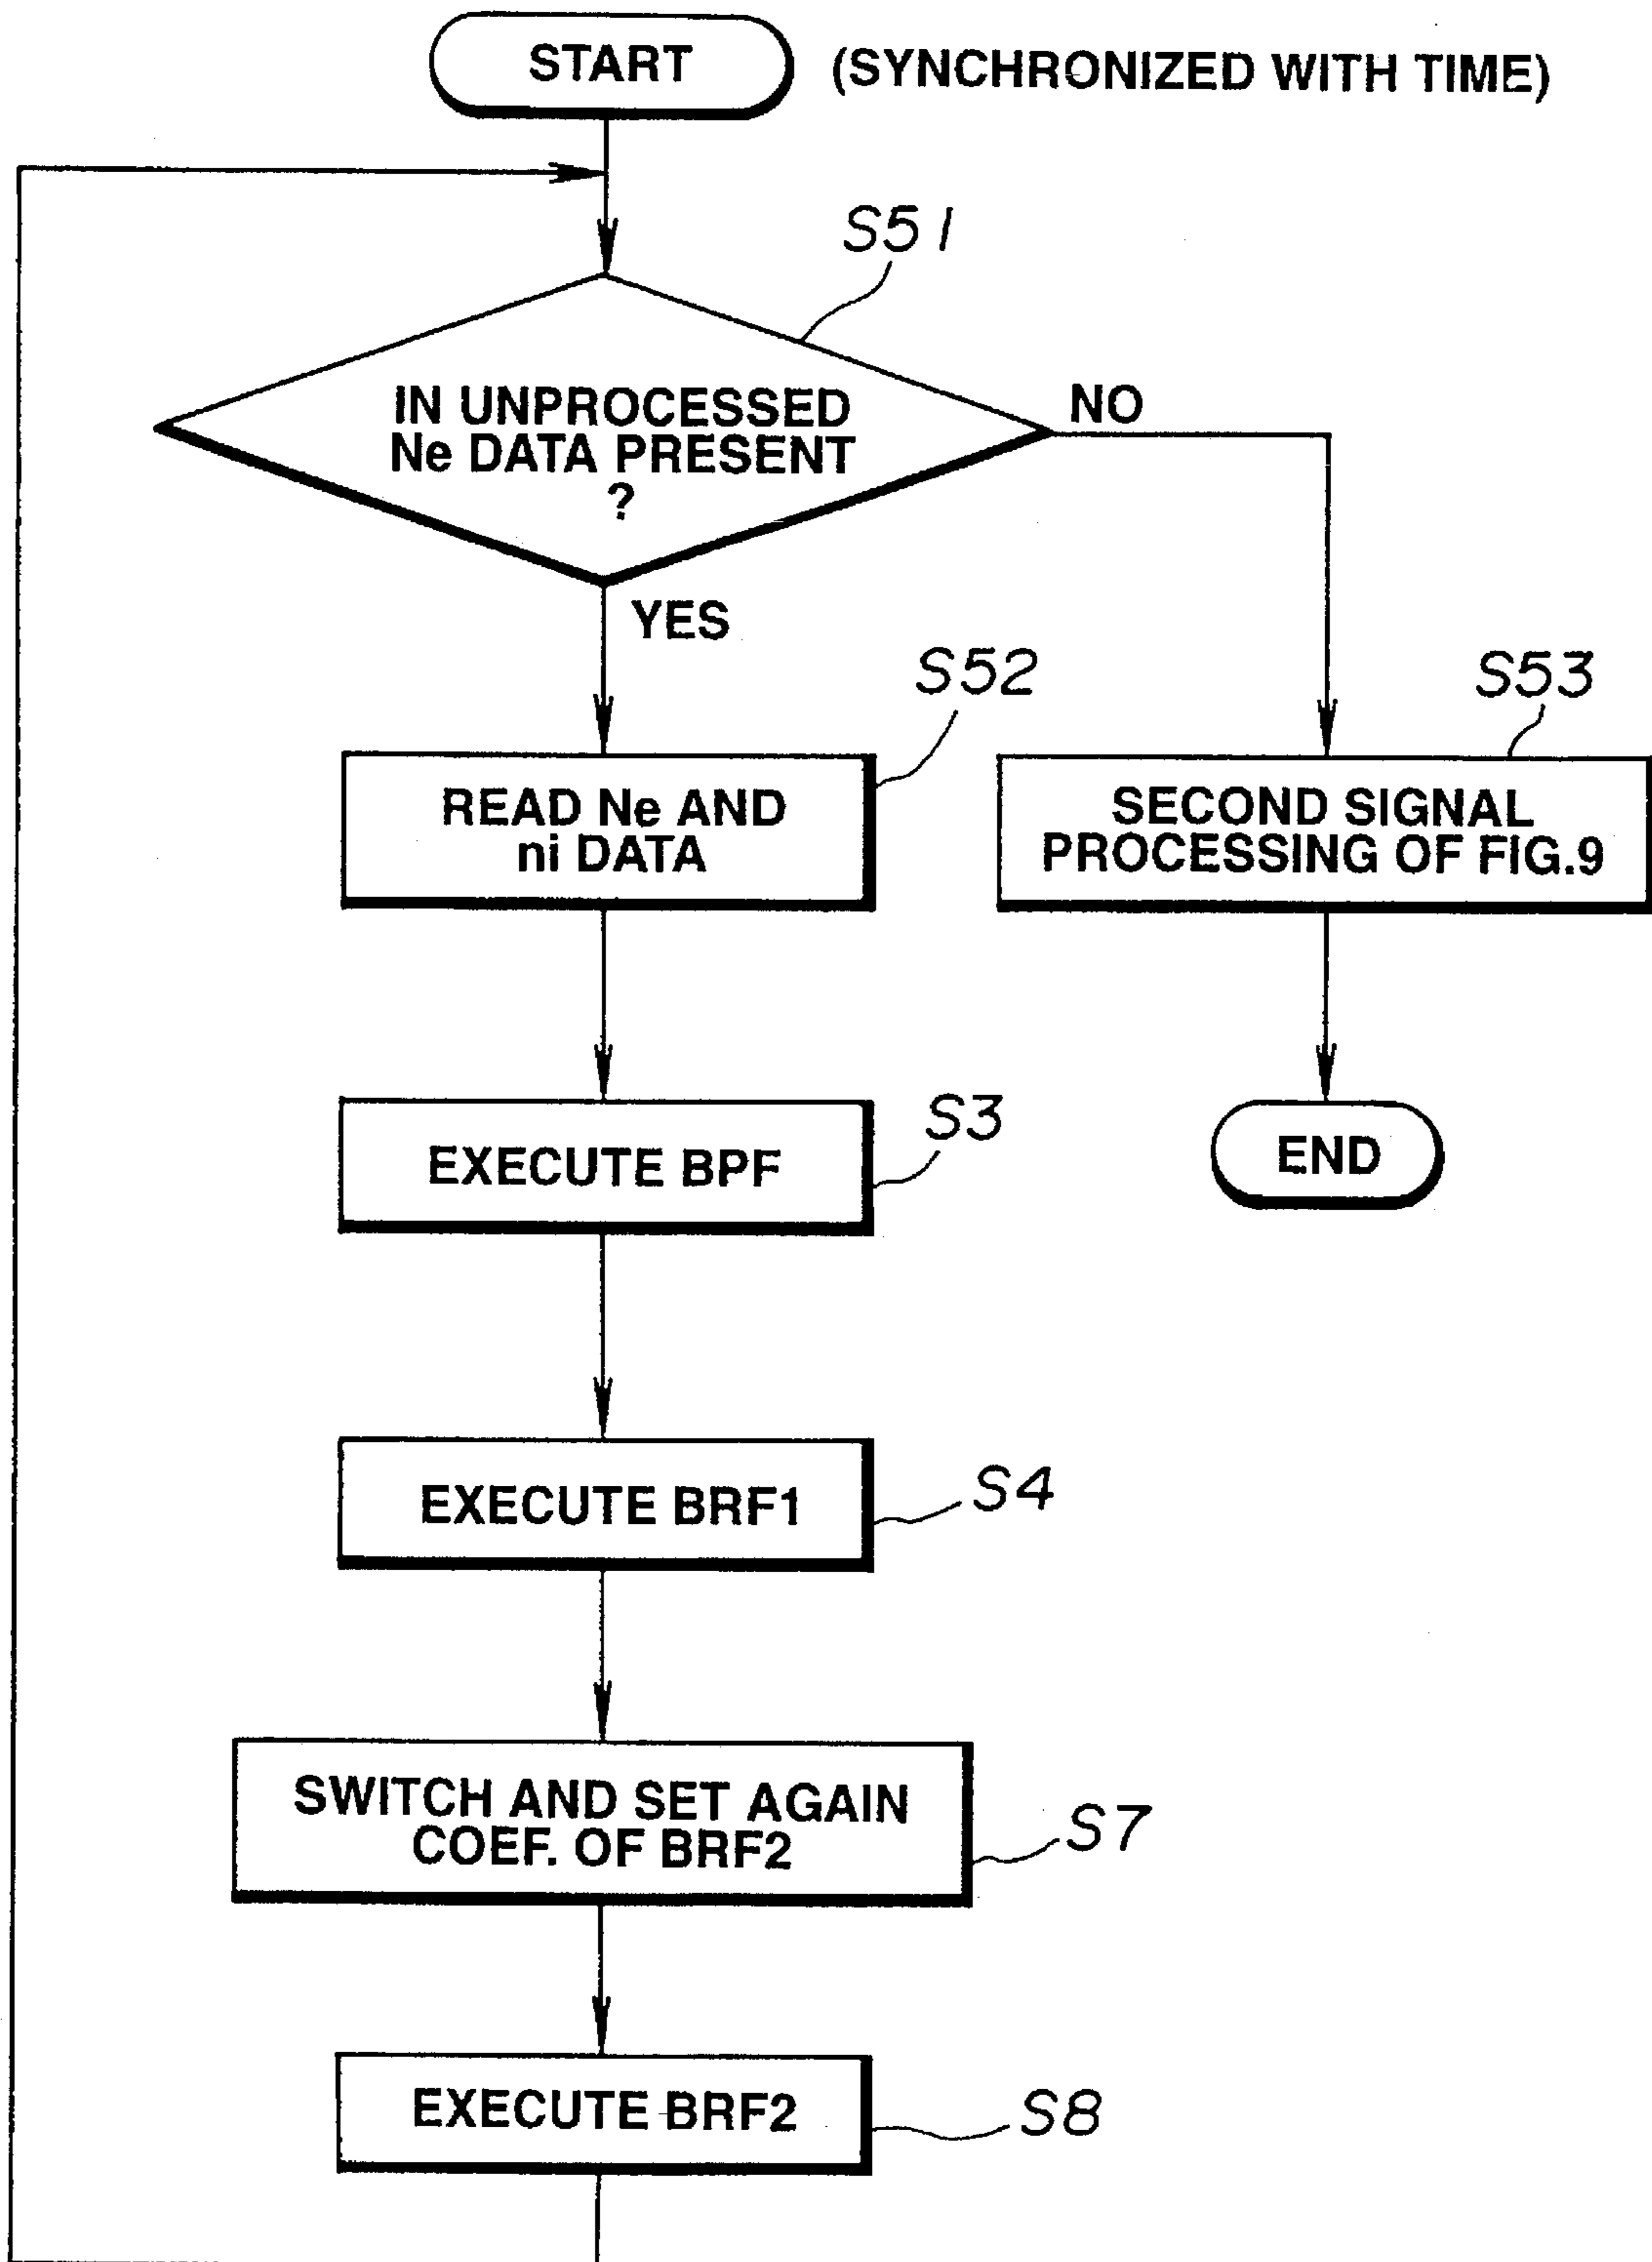 START
(SYNCHRONIZED WITH TIME)
S51
IN UNPROCESSED
Ne DATA PRESENT
?
NO
YES
S52
READ Ne AND
ni DATA
S53
SECOND SIGNAL
PROCESSING OF FIG.9
S3
EXECUTE BPF
END
S4
EXECUTE BRF1
SWITCH AND SET AGAIN
COEF. OF BRF2
S7
EXECUTE BRF2
S8